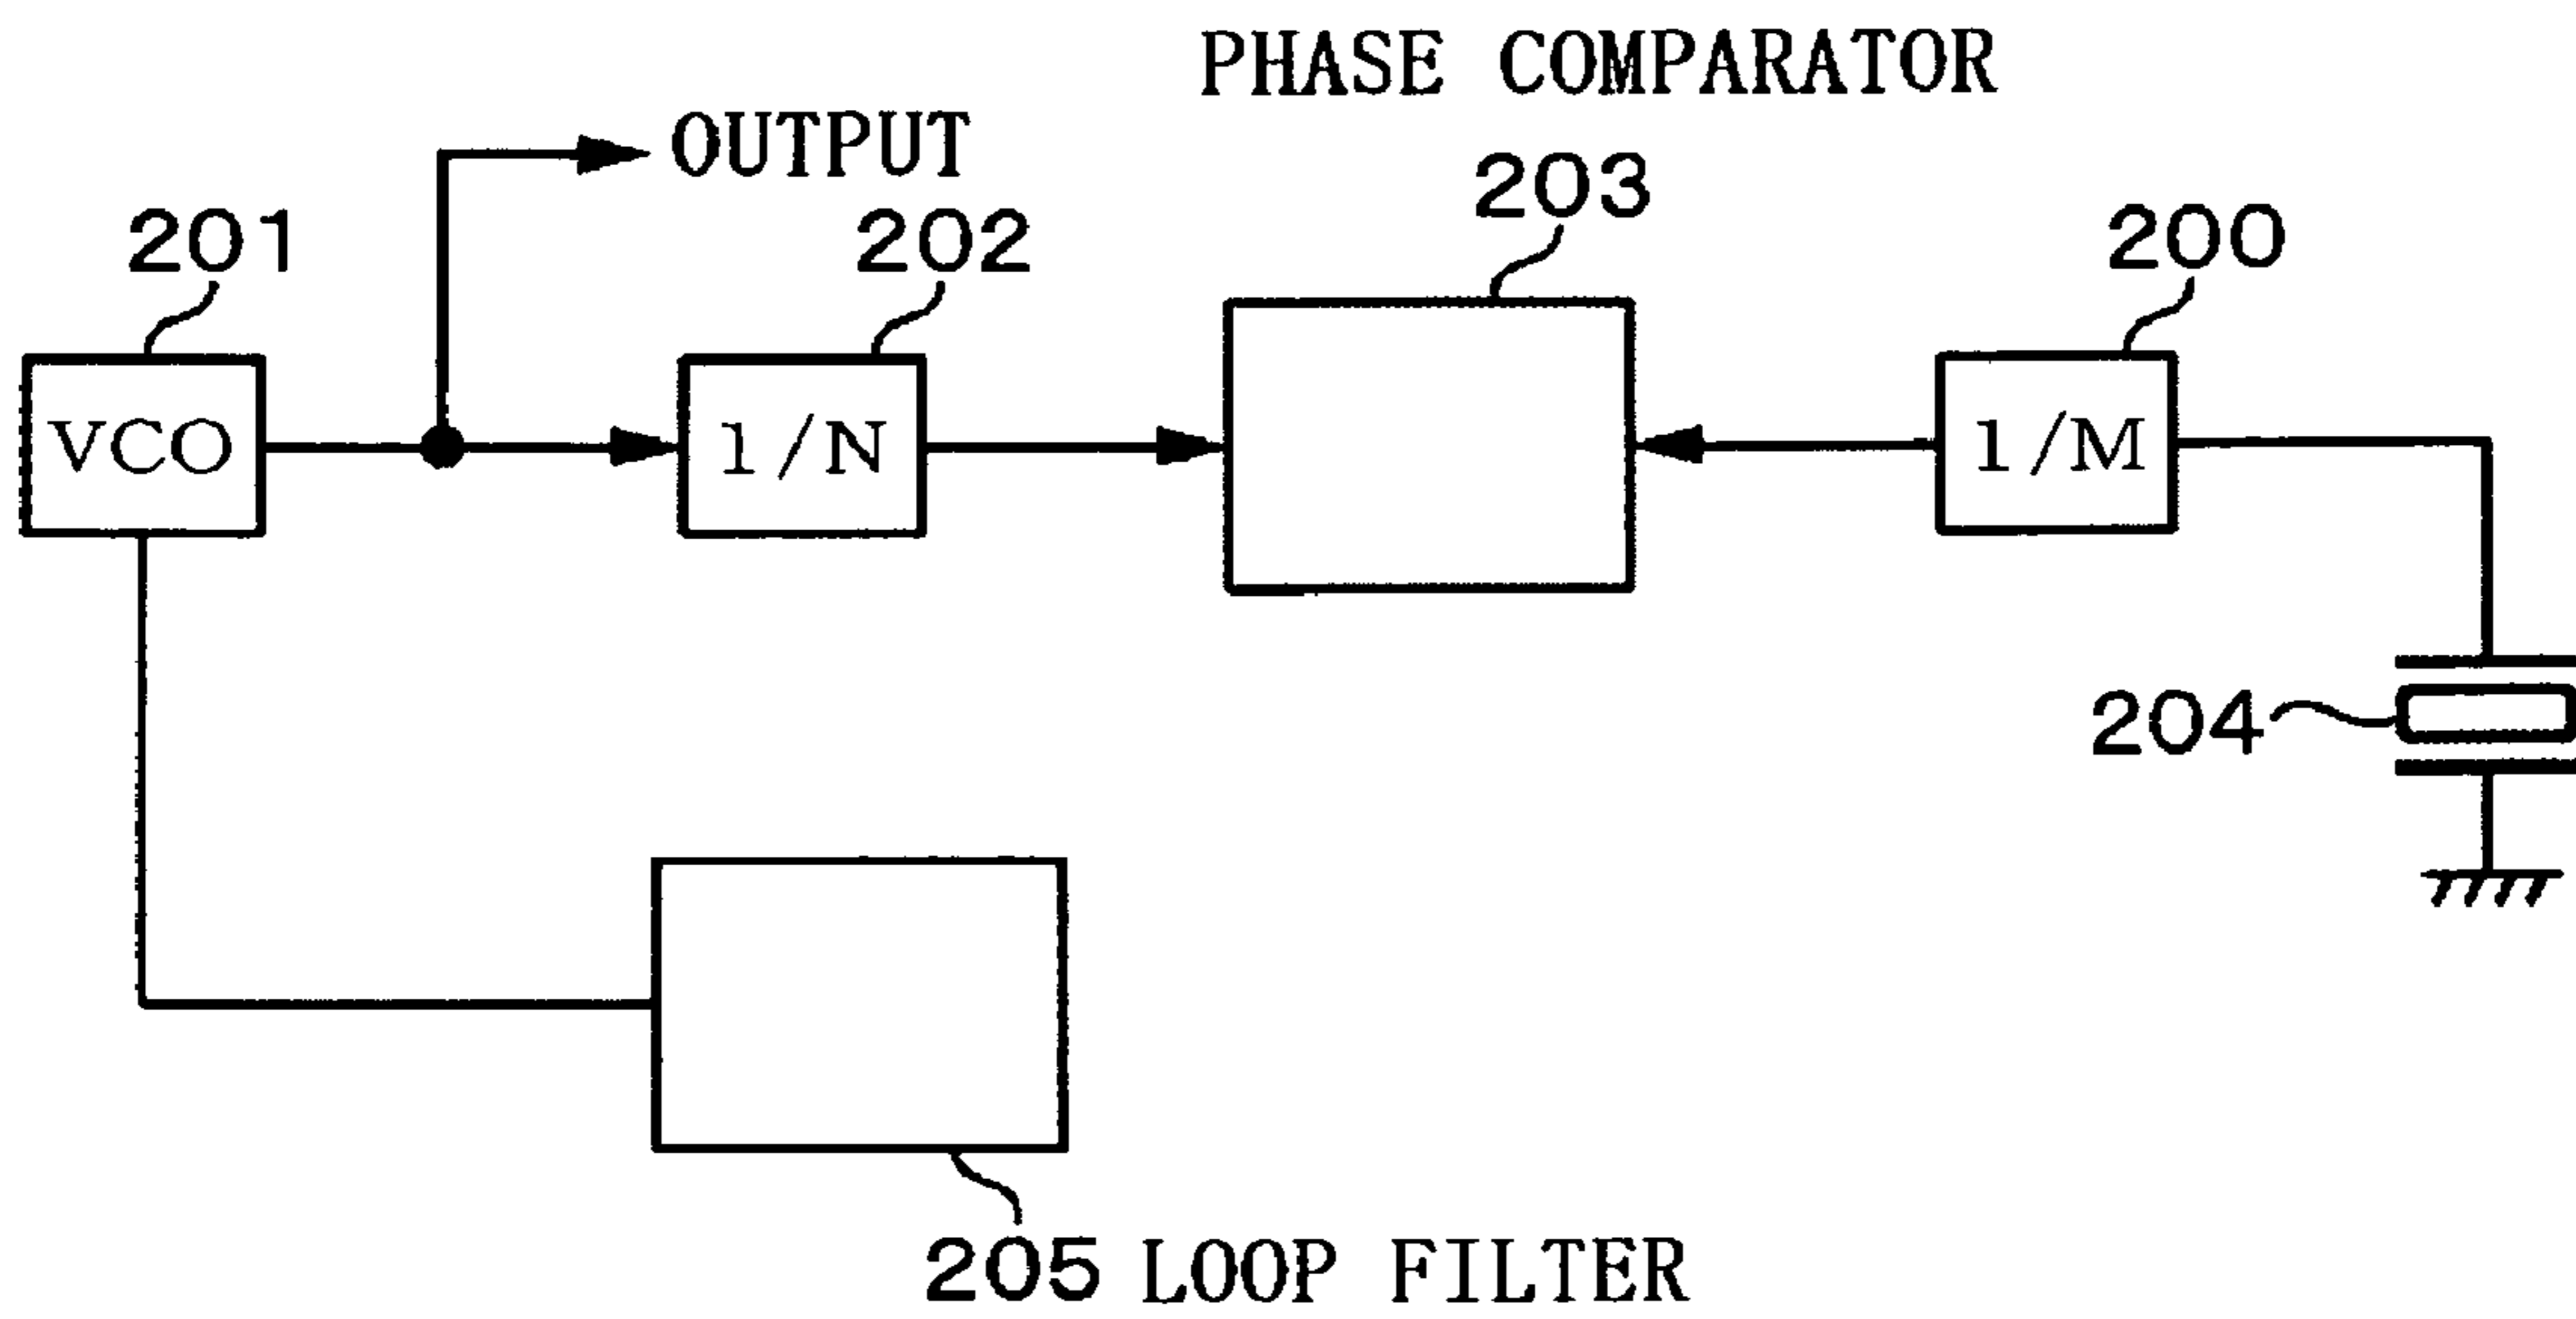 PHASE COMPARATOR
OUTPUT
203
201
202
200
VCO
1/N
1/M
204
205 LOOP FILTER